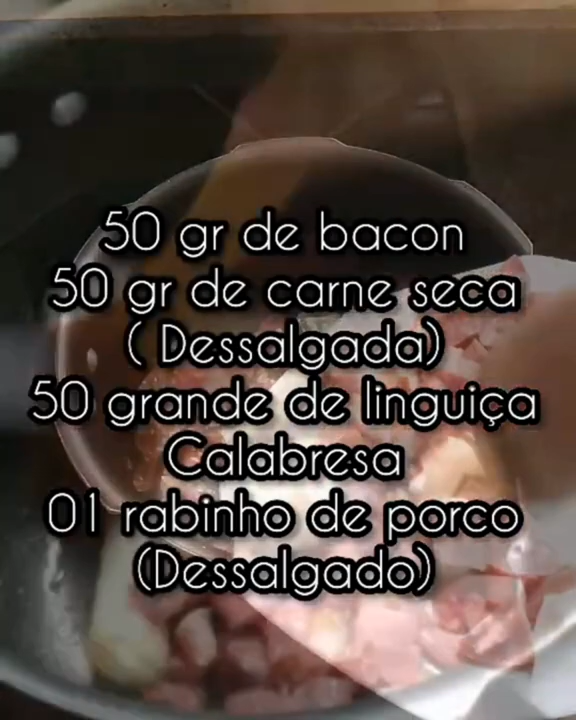 50 gr de bacon
50 gr de carne seca
( Dessalgada)
50 grande de linguiça
Calabresa
01 rabinho de porco
(Dessalgado)